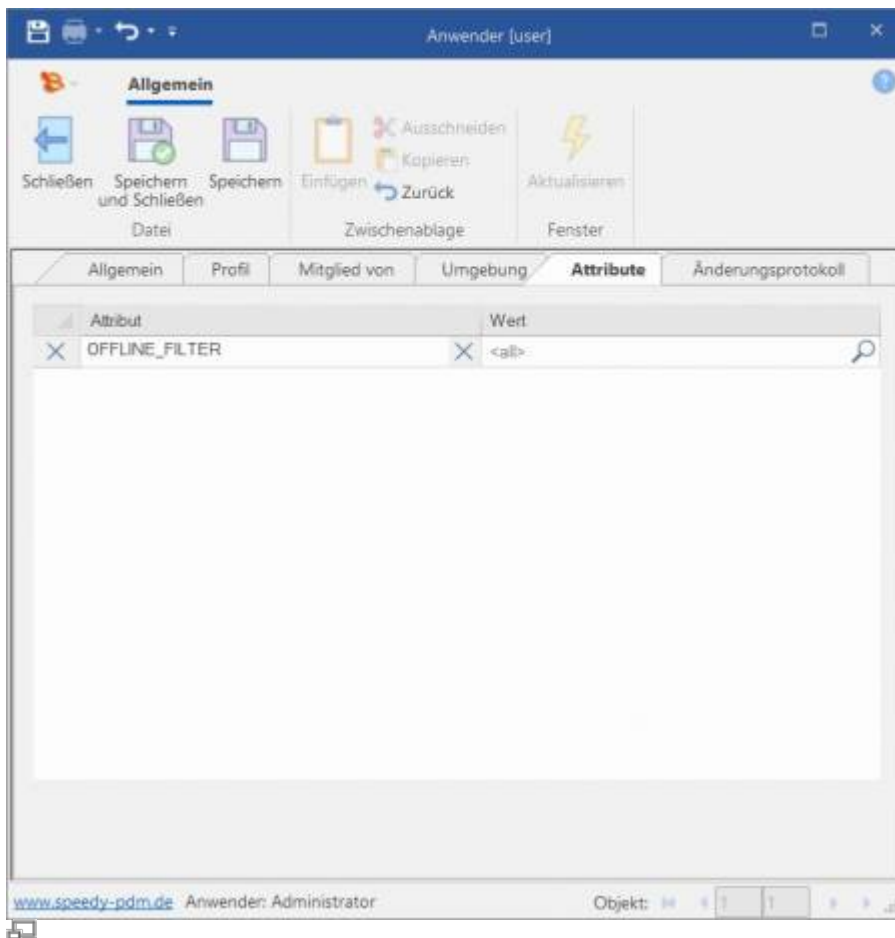 Anwender [user]
Allgemein
Schließen
Speichern und Schließen
Speichern
Einfügen
Ausschneiden
Kopieren
Zurück
Aktualisieren
Datei
Zwischenablage
Fenster
Allgemein
Profil
Mitglied von
Umgebung
Attribute
Änderungsprotokoll
Attribut
Wert
OFFLINE_FILTER
<all>
www.speedy-pdm.de Anwender: Administrator
Objekt: 1 1